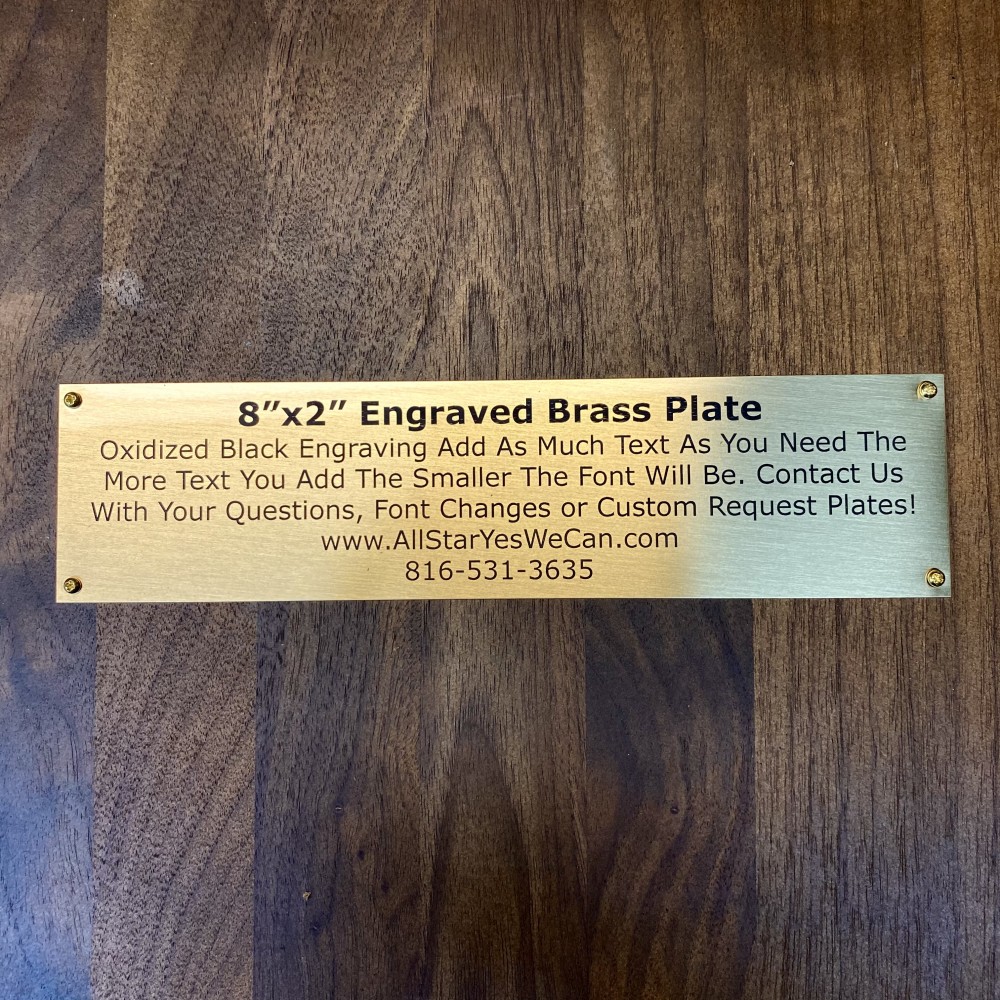 8”x2” Engraved Brass Plate
Oxidized Black Engraving Add As Much Text As You Need The
More Text You Add The Smaller The Font Will Be. Contact Us
With Your Questions, Font Changes or Custom Request Plates!
www.AllStarYesWeCan.com
816-531-3635